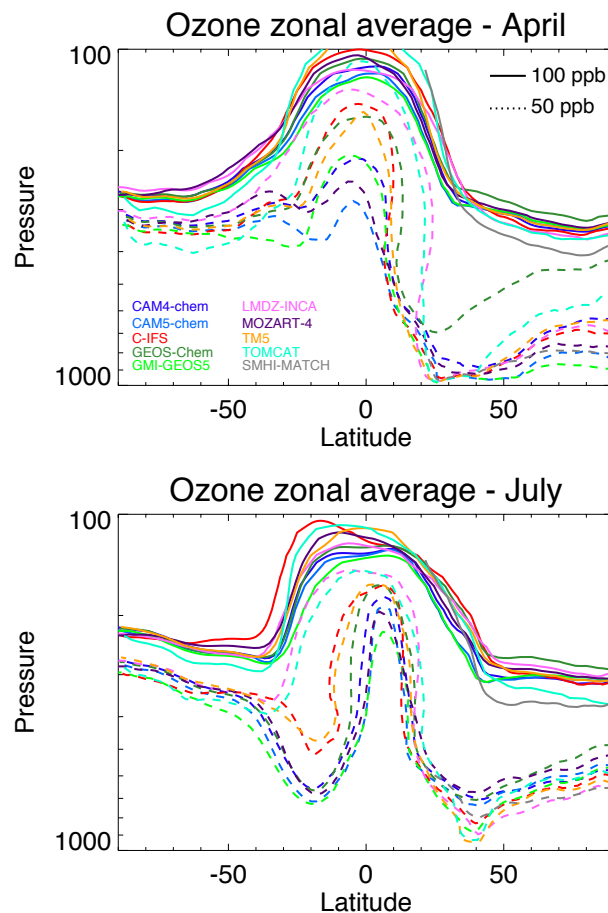 Ozone zonal average - April
100
100 ppb
50 ppb
Pressure
CAM4-chem LMDZ-INCA
CAM5-chem MOZART-4
C-IFS TM5
GEOS-Chem TOMCAT
GMI-GEOS5 SMHI-MATCH
1000
-50 0 50
Latitude
Ozone zonal average - July
100
Pressure
1000
-50 0 50
Latitude